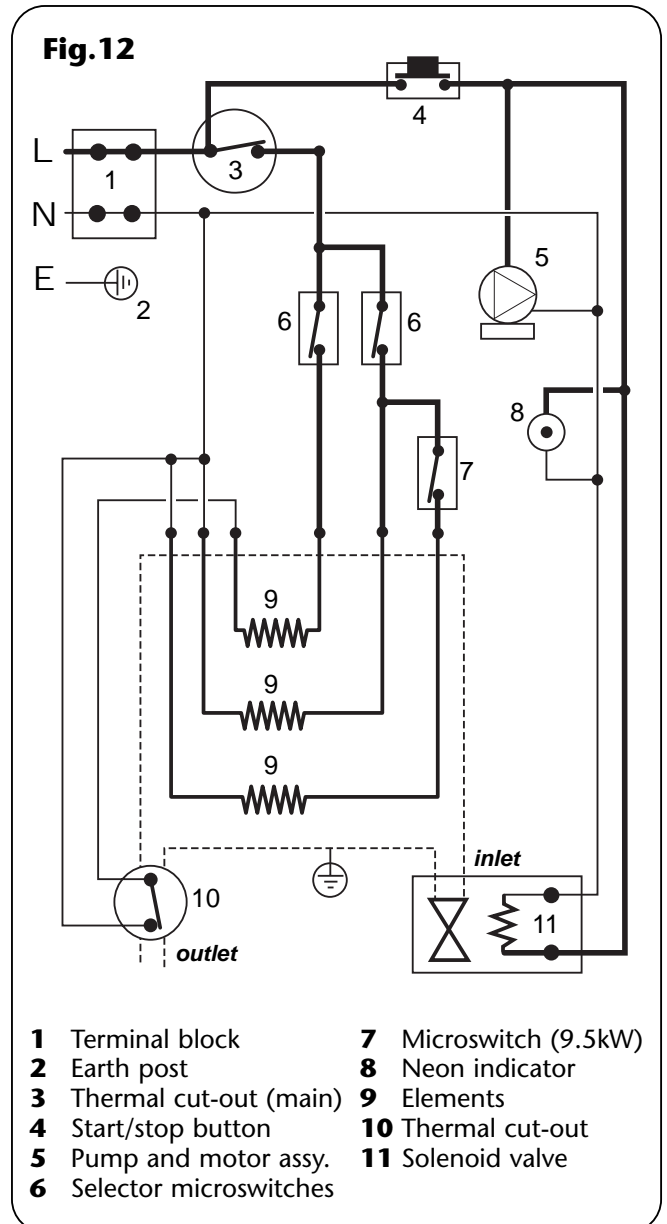 Fig.12
4
L
1
3
N
5
E
2
6
6
8
7
9
9
9
inlet
10
11
outlet
1 Terminal block
2 Earth post
3 Thermal cut-out (main)
4 Start/stop button
5 Pump and motor assy.
6 Selector microswitches
7 Microswitch (9.5kW)
8 Neon indicator
9 Elements
10 Thermal cut-out
11 Solenoid valve